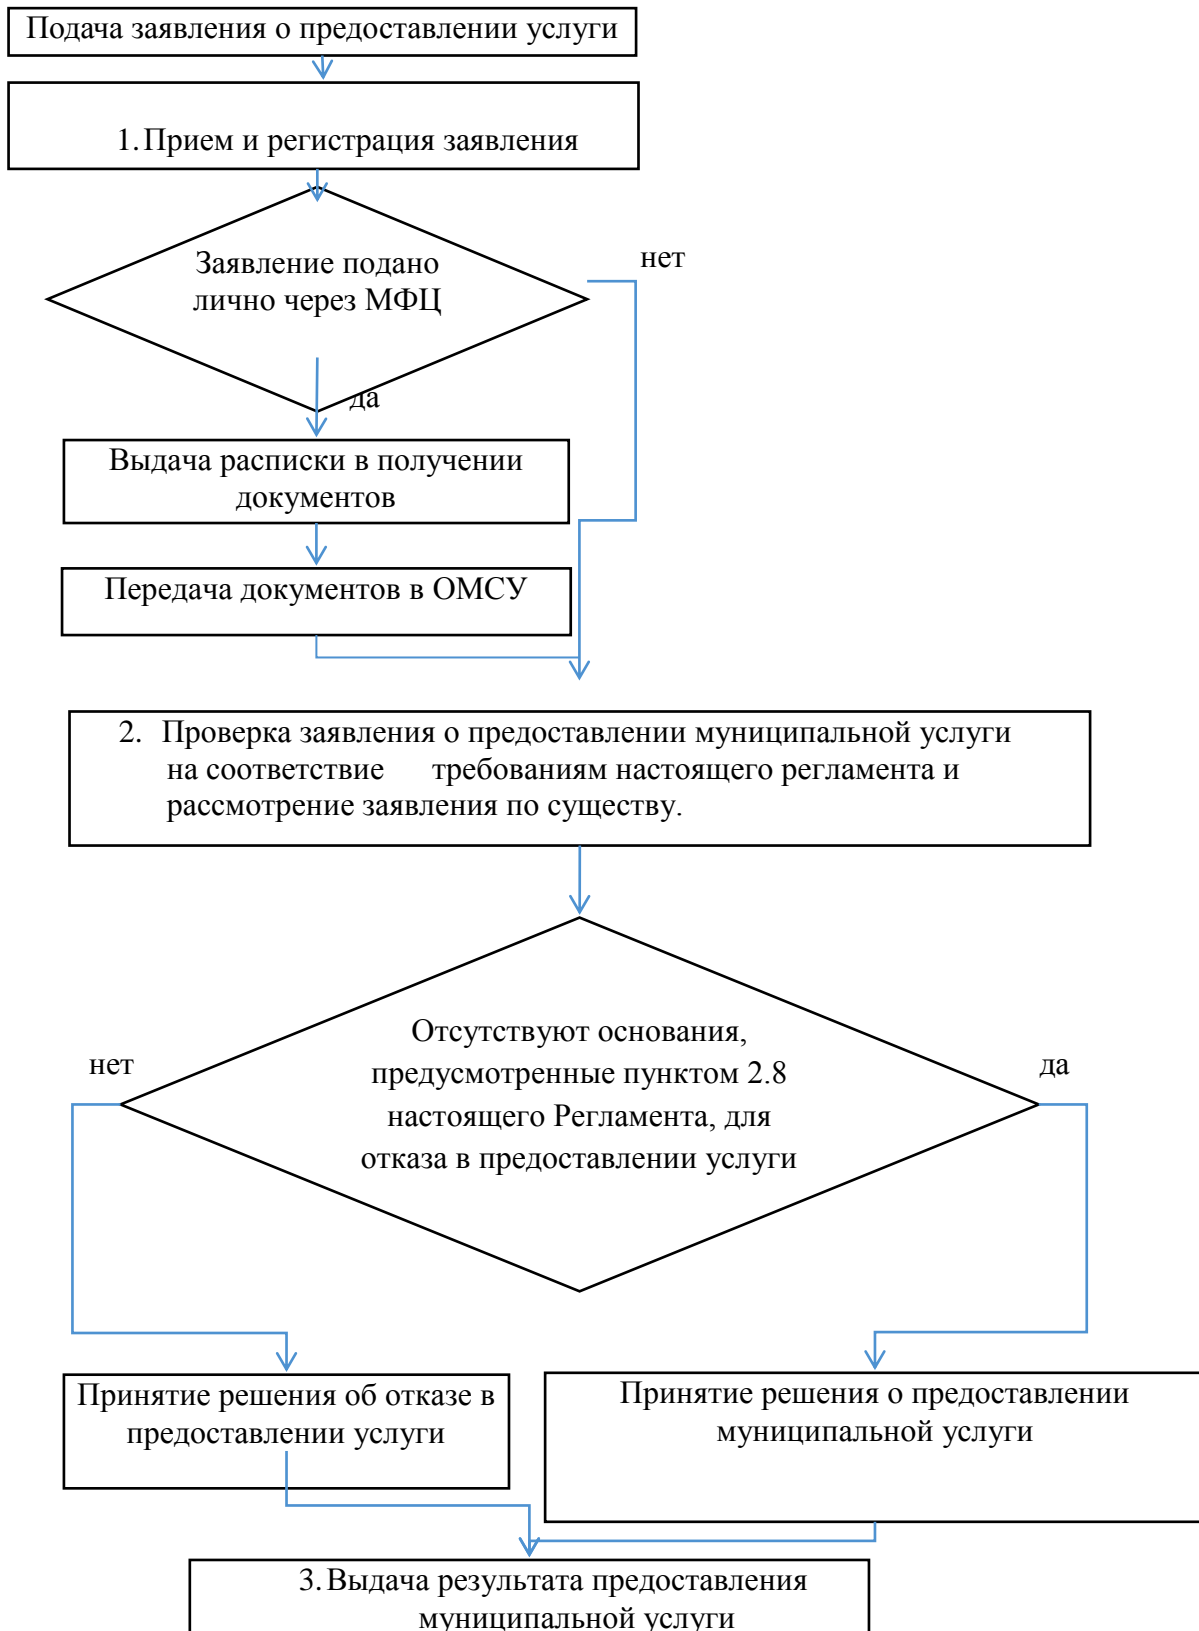 Подача заявления о предоставлении услуги
1. Прием и регистрация заявления
Заявление подано
лично через МФЦ
нет
да
Выдача расписки в получении
документов
Передача документов в ОМСУ
2. Проверка заявления о предоставлении муниципальной услуги
на соответствие требованиям настоящего регламента и
рассмотрение заявления по существу.
Отсутствуют основания,
предусмотренные пунктом 2.8
настоящего Регламента, для
отказа в предоставлении услуги
нет
да
Принятие решения об отказе в
предоставлении услуги
Принятие решения о предоставлении
муниципальной услуги
3. Выдача результата предоставления
муниципальной услуги